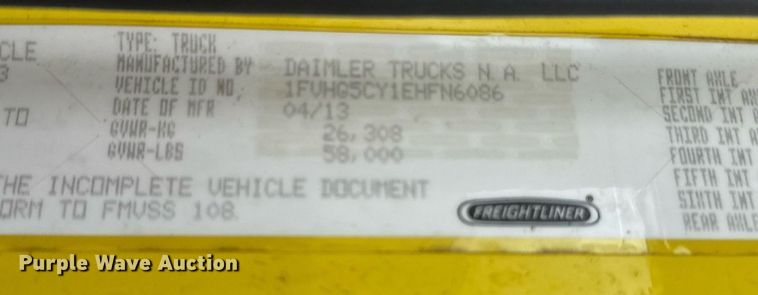 CLE
3
TO
THE INCOMPLETE VEHICLE DOCUMENT
ORM TO FMVSS 108.
TYPE: TRUCK
MANUFACTURED BY DAIMLER TRUCKS N.A. LLC
VEHICLE ID NO. 1FVHG5CY1EHFN6086
DATE OF MFR 04/13
GVWR-KG 26,308
GVWR-LBS 58,000
FREIGHTLINER
FRONT AXLE
FIRST INT AX
SECOND INT A
THIRD INT A
FOURTH INT
FIFTH INT
SIXTH INT
REAR AXLE
Purple Wave Auction